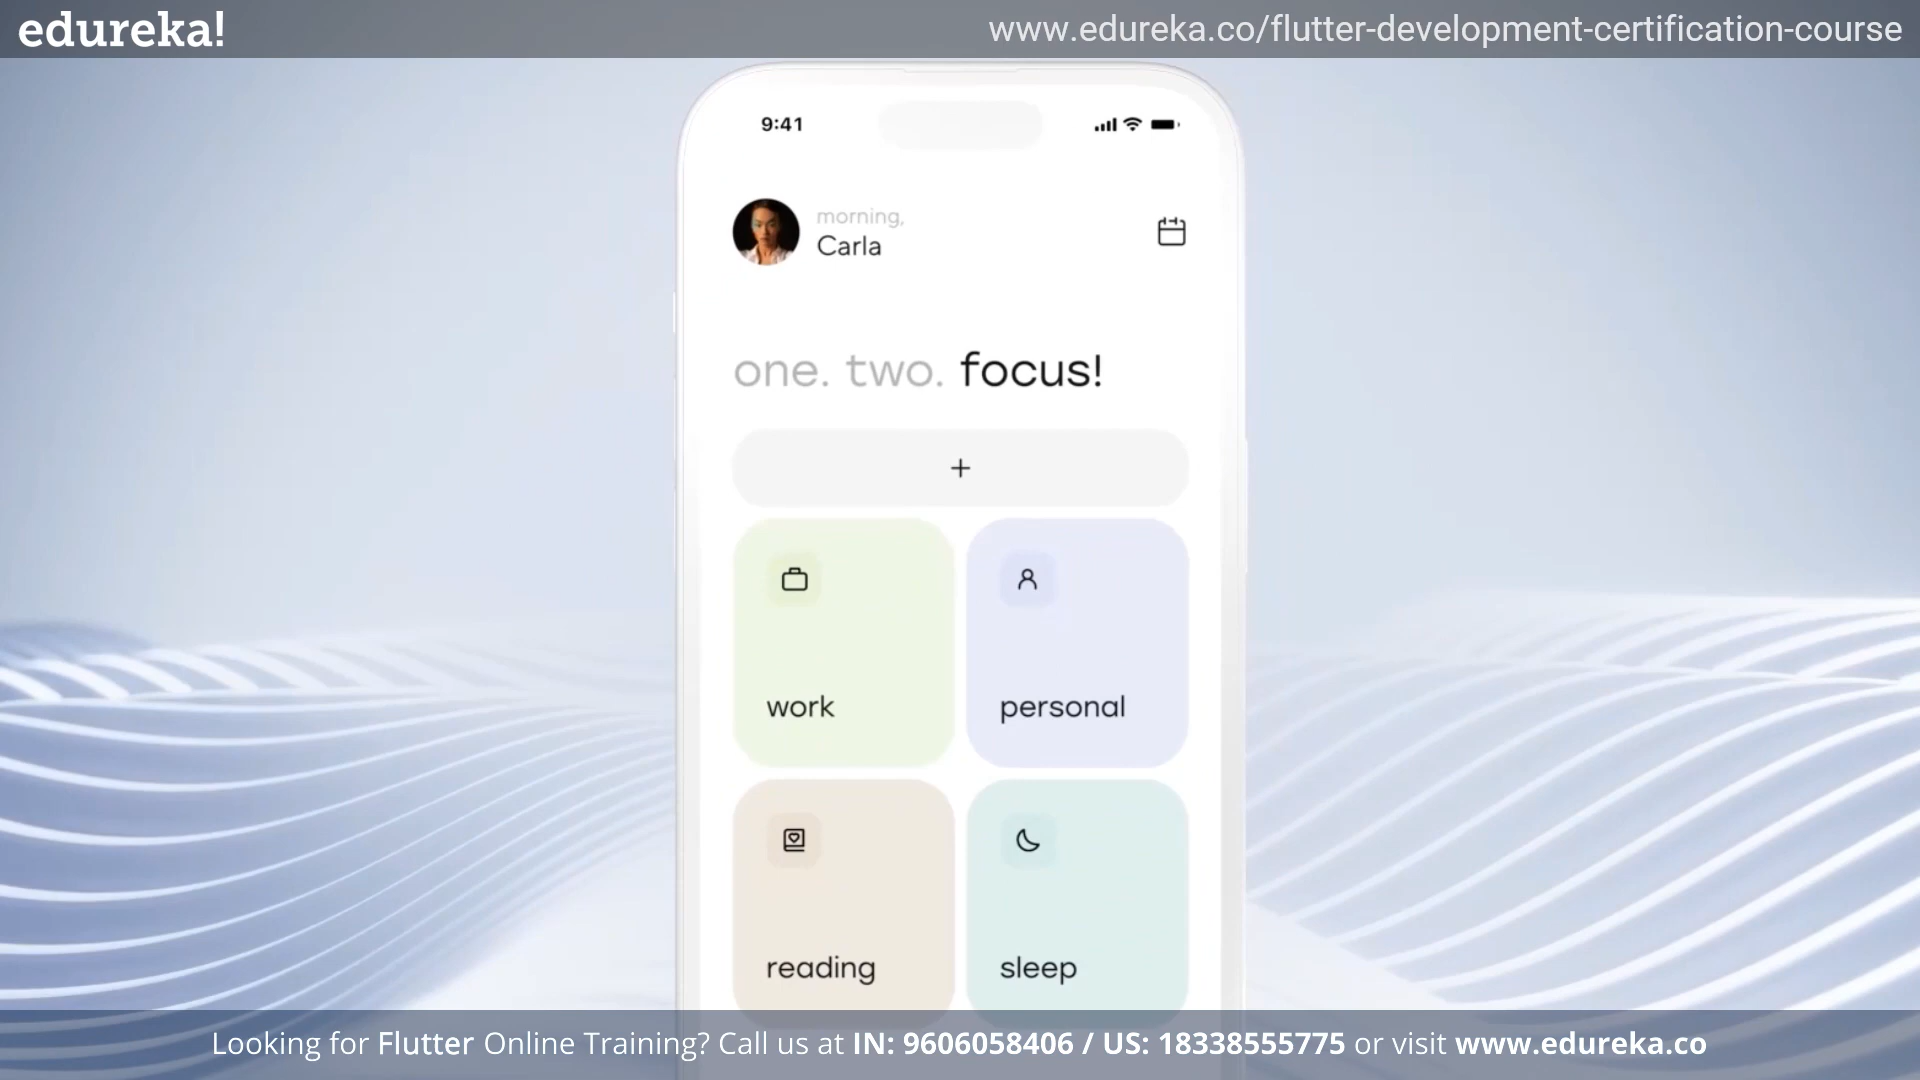 edureka!
www.edureka.co/flutter-development-certification-course
9:41
morning,
Carla
one. two. focus!
+
work
personal
reading
sleep
Looking for Flutter Online Training? Call us at IN: 9606058406 / US: 18338555775 or visit www.edureka.co